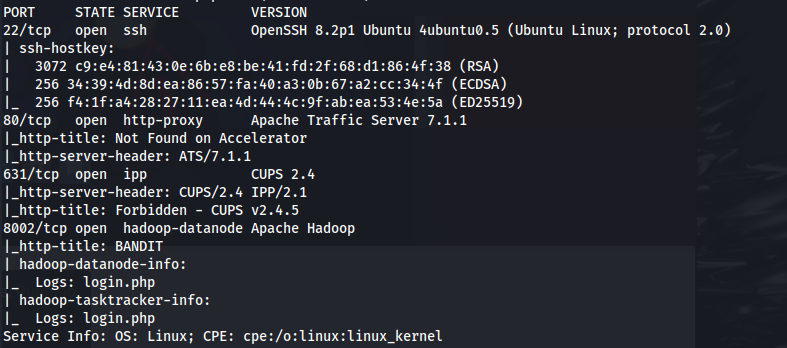 PORT     STATE SERVICE         VERSION
22/tcp   open  ssh             OpenSSH 8.2p1 Ubuntu 4ubuntu0.5 (Ubuntu Linux; protocol 2.0)
| ssh-hostkey:
|   3072 c9:e4:81:43:0e:6b:e8:be:41:fd:2f:68:d1:86:4f:38 (RSA)
|   256 34:39:4d:8d:ea:86:57:fa:40:a3:0b:67:a2:cc:34:4f (ECDSA)
|_  256 f4:1f:a4:28:27:11:ea:4d:44:4c:9f:ab:ea:53:4e:5a (ED25519)
80/tcp   open  http-proxy      Apache Traffic Server 7.1.1
|_http-title: Not Found on Accelerator
|_http-server-header: ATS/7.1.1
631/tcp  open  ipp             CUPS 2.4
|_http-server-header: CUPS/2.4 IPP/2.1
|_http-title: Forbidden - CUPS v2.4.5
8002/tcp open  hadoop-datanode Apache Hadoop
|_http-title: BANDIT
| hadoop-datanode-info:
|_  Logs: login.php
| hadoop-tasktracker-info:
|_  Logs: login.php
Service Info: OS: Linux; CPE: cpe:/o:linux:linux_kernel